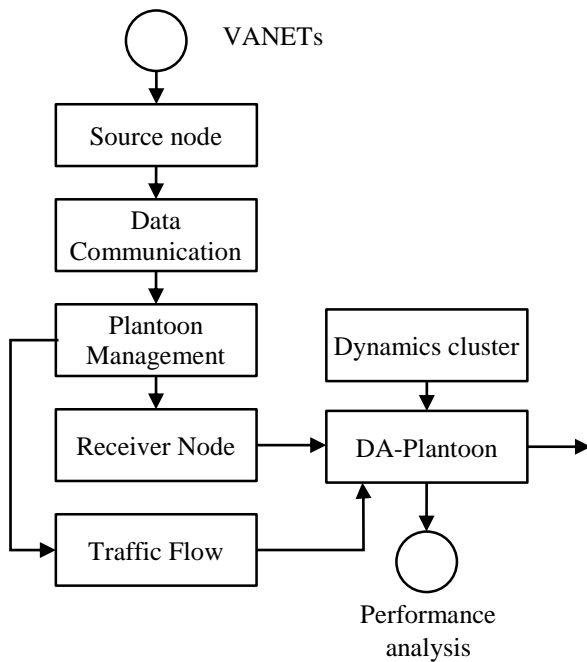 VANETs
Source node
Data
Communication
Plantoon
Management
Dynamics cluster
Receiver Node
DA-Plantoon
Traffic Flow
Performance
analysis